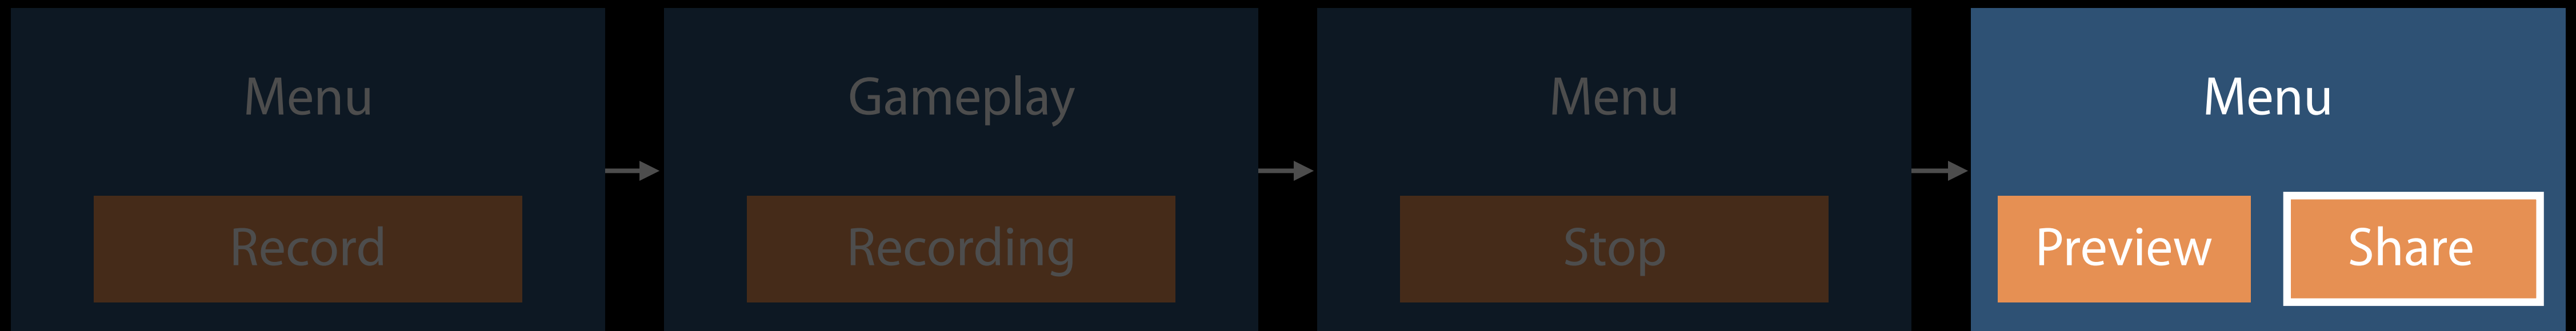 Menu
Record
Gameplay
Recording
Menu
Stop
Menu
Preview
Share